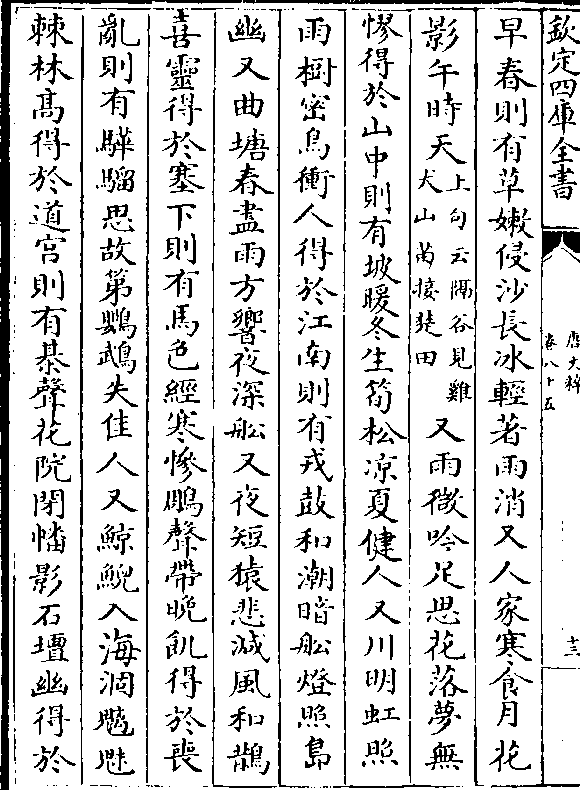 欽定四庫全書
唐文粹
卷八十五
十三
早春則有草嫩侵沙長冰輕著雨消又人家寒食月花
影午時天
上句云隔谷見雞
犬山苗接楚田
又雨微吟足思花落夢無
憀得於山中則有坡暖冬生筍松凉夏健人又川明虹照
雨樹密鳥衝人得於江南則有戎鼓和潮暗舩燈照島
幽又曲塘春盡雨方響夜深舩又夜短猿悲減風和鵲
喜靈得於塞下則有馬色經寒慘鵰聲帶晚飢得於喪
亂則有驊騮思故第鸚鵡失佳人又鯨鯢入海涸魑魅
棘林高得於道宫則有棊聲花院閉幡影石壇幽得於